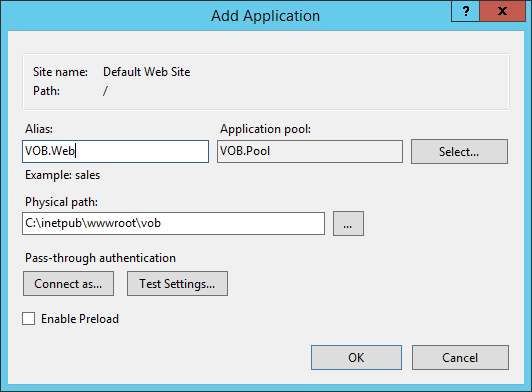 Add Application
?
X
Site name: Default Web Site
Path: /
Alias: Application pool:
VOB.Web VOB.Pool Select...
Example: sales
Physical path:
C:\inetpub\wwwroot\vob ...
Pass-through authentication
Connect as... Test Settings...
Enable Preload
OK Cancel